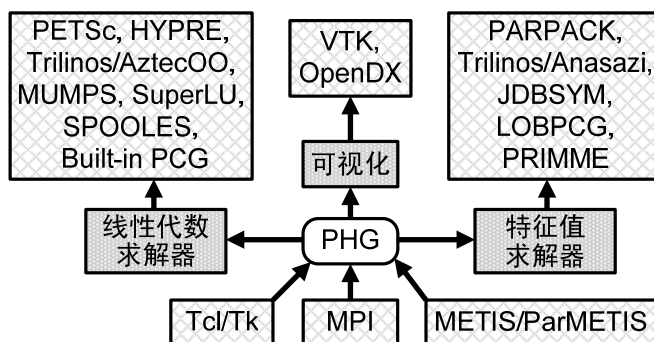 PETSc, HYPRE,
Trilinos/AztecOO,
MUMPS, SuperLU,
SPOOLES,
Built-in PCG
VTK,
OpenDX
PARPACK,
Trilinos/Anasazi,
JDBSYM,
LOBPCG,
PRIMME
可视化
线性代数
求解器
PHG
特征值
求解器
Tcl/Tk
MPI
METIS/ParMETIS